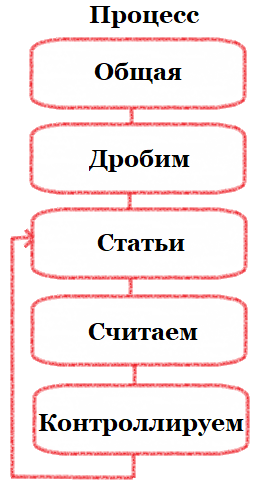 Процесс
Общая
Дробим
Статьи
Считаем
Контроллируем